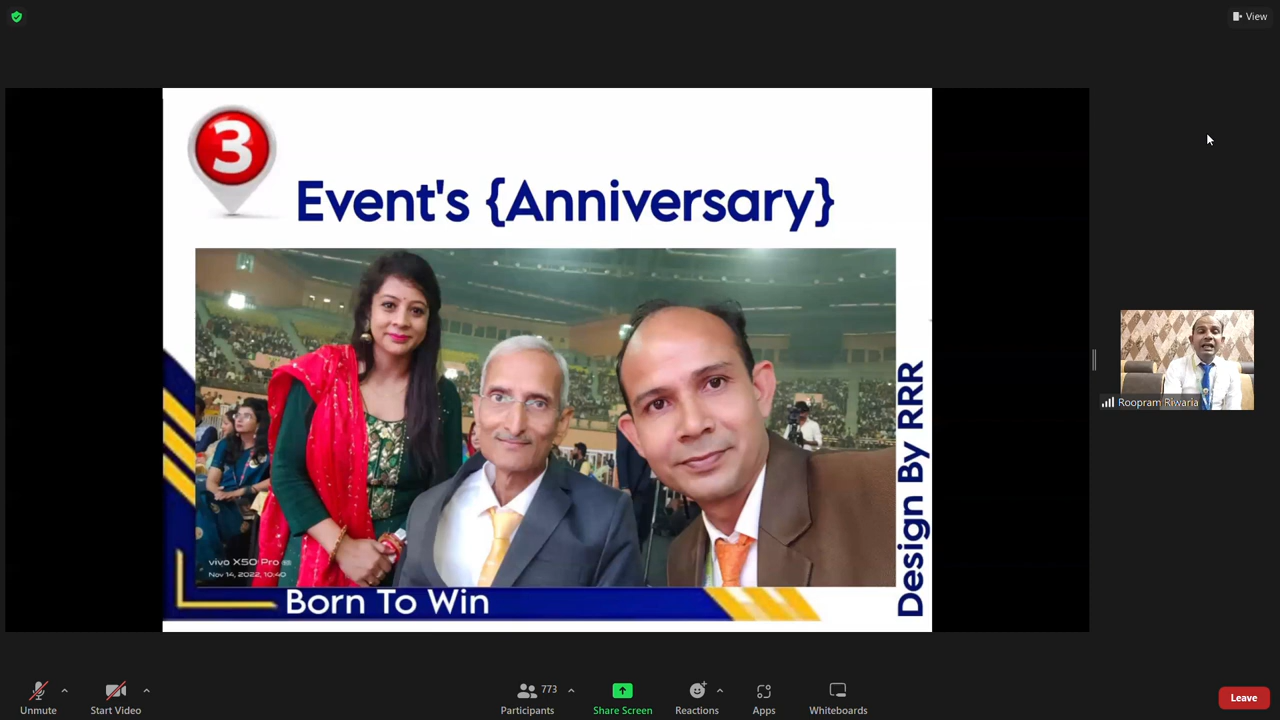 View
3
Event's {Anniversary}
Design By RRR
vivo X50 Pro 5G
Nov 14, 2022, 10:40
Born To Win
Roopram Riwaria
773
Unmute
Start Video
Participants
Share Screen
Reactions
Apps
Whiteboards
Leave